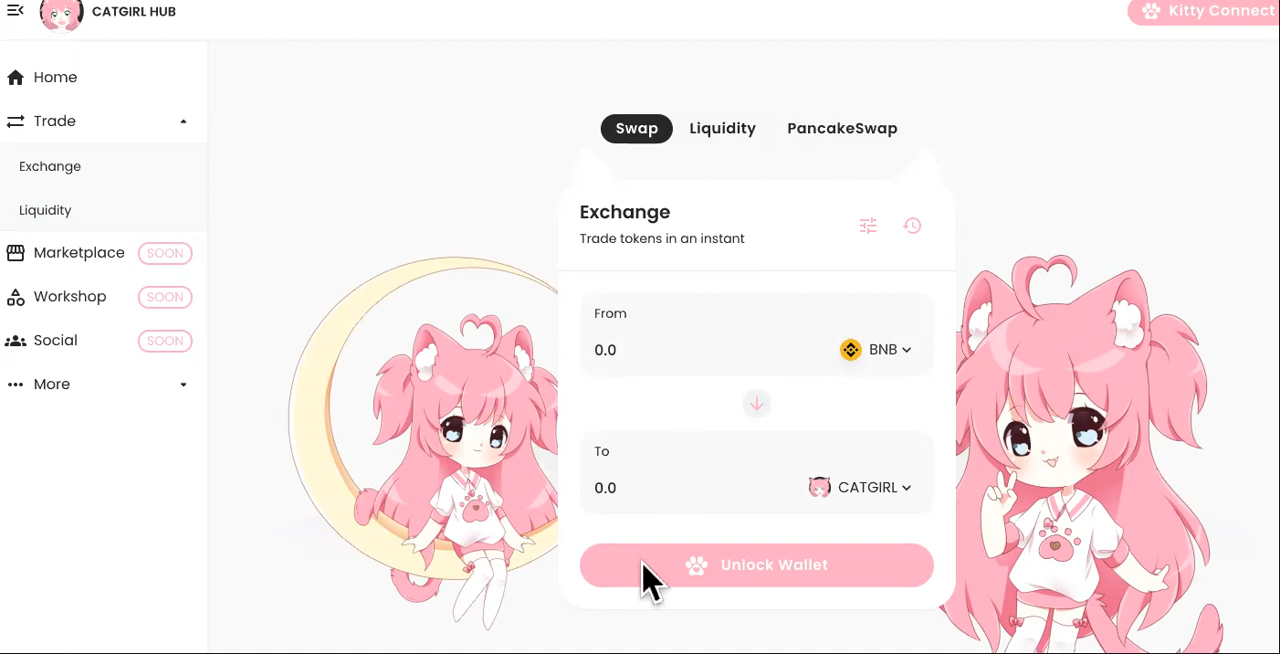 CATGIRL HUB
Kitty Connect
Home
Trade
Exchange
Liquidity
Marketplace SOON
Workshop SOON
Social SOON
More
Swap Liquidity PancakeSwap
Exchange
Trade tokens in an instant
From
0.0 BNB
To
0.0 CATGIRL
Unlock Wallet